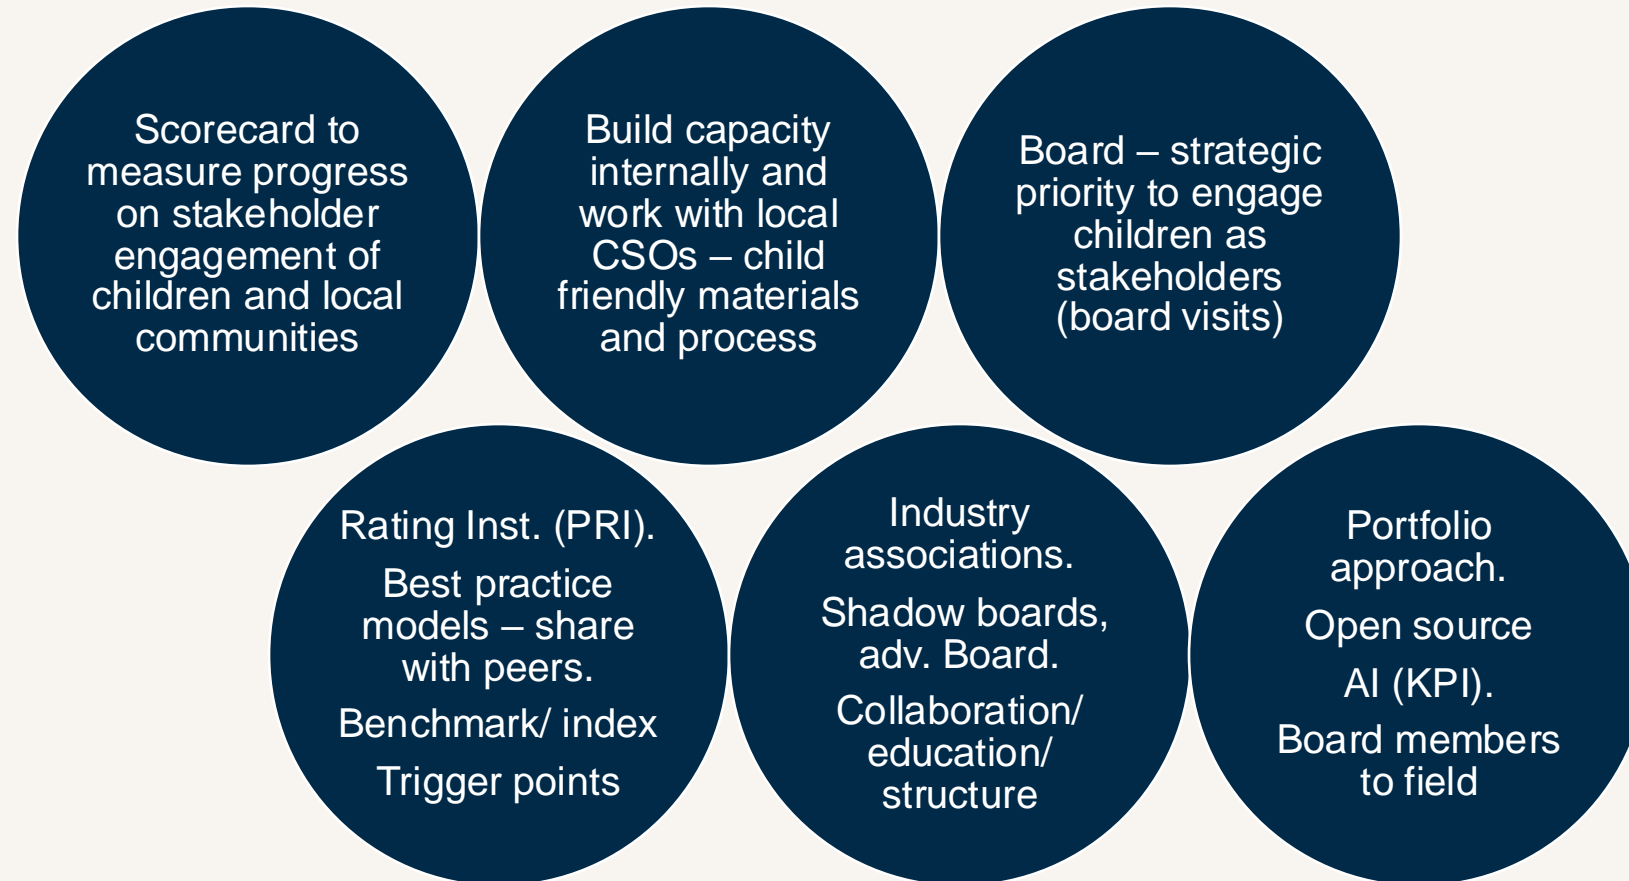 Scorecard to
measure progress
on stakeholder
engagement of
children and local
communities
Build capacity
internally and
work with local
CSOs – child
friendly materials
and process
Board – strategic
priority to engage
children as
stakeholders
(board visits)
Rating Inst. (PRI).
Best practice
models – share
with peers.
Benchmark/ index
Trigger points
Industry
associations.
Shadow boards,
adv. Board.
Collaboration/
education/
structure
Portfolio
approach.
Open source
AI (KPI).
Board members
to field